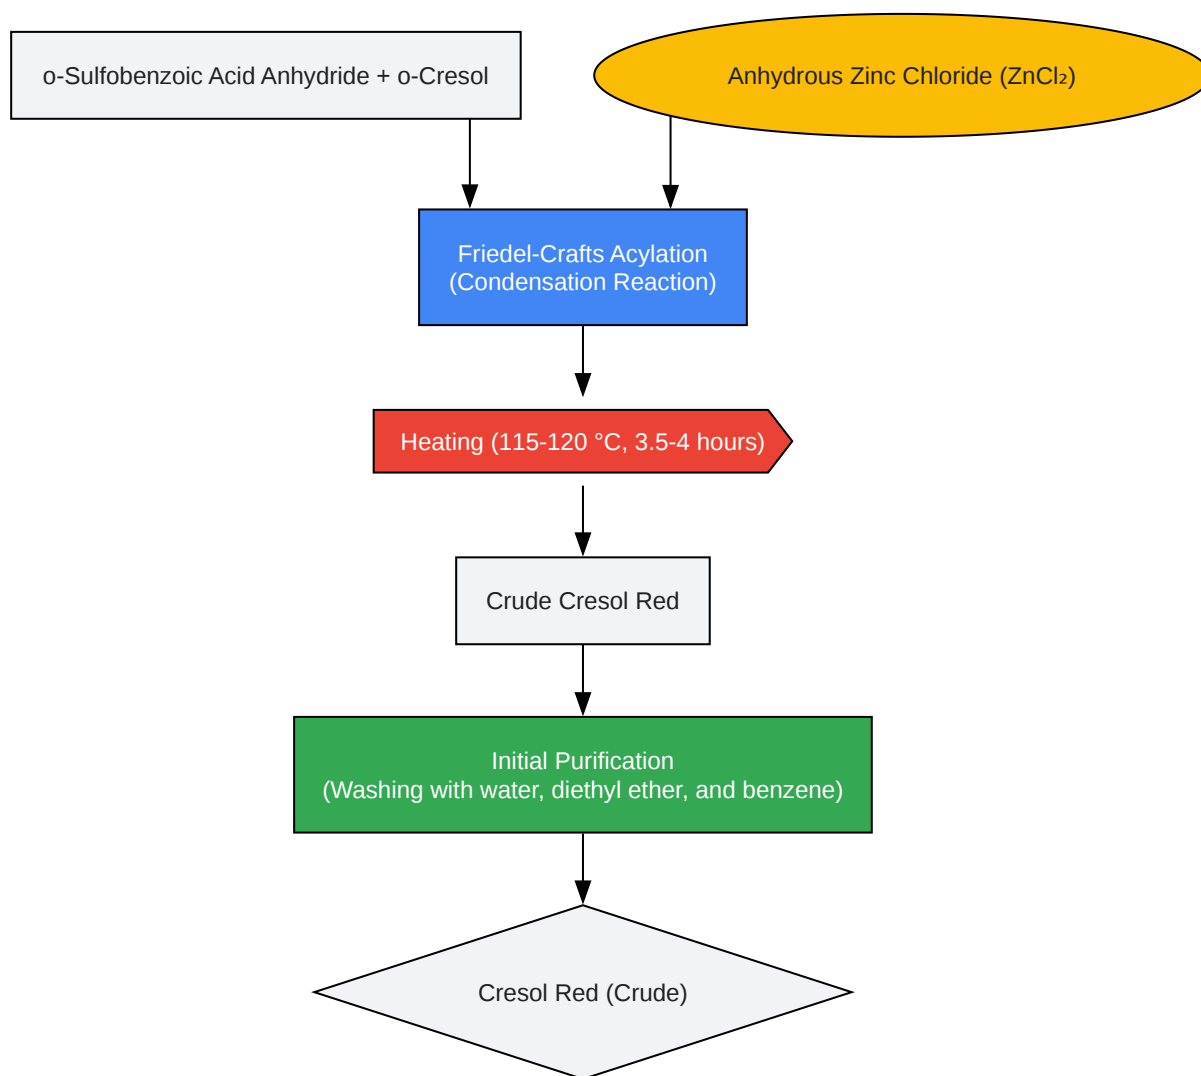 o-Sulfobenzoic Acid Anhydride + o-Cresol
Anhydrous Zinc Chloride (ZnCl₂)
Friedel-Crafts Acylation
(Condensation Reaction)
Heating (115-120 °C, 3.5-4 hours)
Crude Cresol Red
Initial Purification
(Washing with water, diethyl ether, and benzene)
Cresol Red (Crude)